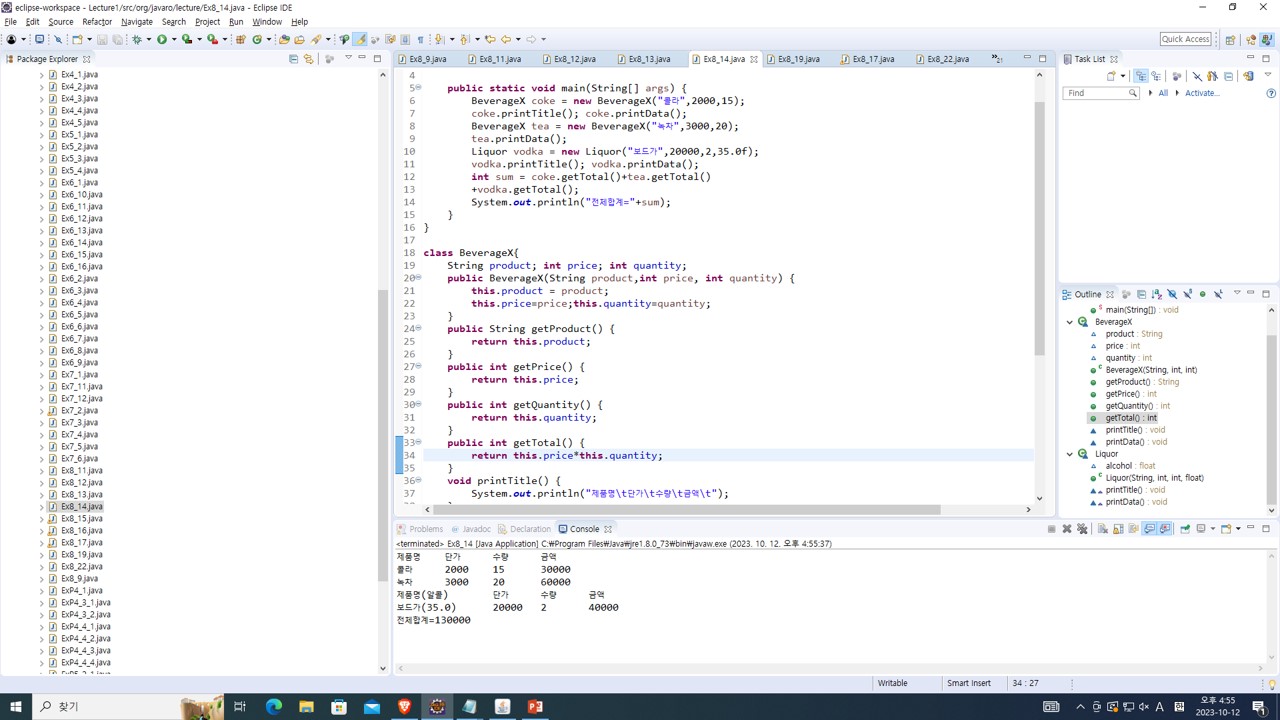 eclipse-workspace - Lecture1/src/org/javaro/lecture/Ex8_14.java - Eclipse IDE
File Edit Source Refactor Navigate Search Project Run Window Help
Quick Access
Package Explorer
Ex4_1.java
Ex4_2.java
Ex4_3.java
Ex4_4.java
Ex4_5.java
Ex5_1.java
Ex5_2.java
Ex5_3.java
Ex5_4.java
Ex6_1.java
Ex6_10.java
Ex6_11.java
Ex6_12.java
Ex6_13.java
Ex6_14.java
Ex6_15.java
Ex6_16.java
Ex6_2.java
Ex6_3.java
Ex6_4.java
Ex6_5.java
Ex6_6.java
Ex6_7.java
Ex6_8.java
Ex6_9.java
Ex7_1.java
Ex7_11.java
Ex7_12.java
Ex7_2.java
Ex7_3.java
Ex7_4.java
Ex7_5.java
Ex7_6.java
Ex8_11.java
Ex8_12.java
Ex8_13.java
Ex8_14.java
Ex8_15.java
Ex8_16.java
Ex8_17.java
Ex8_19.java
Ex8_22.java
Ex8_9.java
ExP4_1.java
ExP4_3_1.java
ExP4_3_2.java
ExP4_4_1.java
ExP4_4_2.java
ExP4_4_3.java
ExP4_4_4.java
Ex8_9.java Ex8_11.java Ex8_12.java Ex8_13.java Ex8_14.java Ex8_19.java Ex8_17.java Ex8_22.java
4
5 public static void main(String[] args) {
6 BeverageX coke = new BeverageX("콜라",2000,15);
7 coke.printTitle(); coke.printData();
8 BeverageX tea = new BeverageX("녹차",3000,20);
9 tea.printData();
10 Liquor vodka = new Liquor("보드가",20000,2,35.0f);
11 vodka.printTitle(); vodka.printData();
12 int sum = coke.getTotal()+tea.getTotal()
13 +vodka.getTotal();
14 System.out.println("전체합계="+sum);
15 }
16 }
17
18 class BeverageX{
19 String product; int price; int quantity;
20 public BeverageX(String product,int price, int quantity) {
21 this.product = product;
22 this.price=price;this.quantity=quantity;
23 }
24 public String getProduct() {
25 return this.product;
26 }
27 public int getPrice() {
28 return this.price;
29 }
30 public int getQuantity() {
31 return this.quantity;
32 }
33 public int getTotal() {
34 return this.price*this.quantity;
35 }
36 void printTitle() {
37 System.out.println("제품명\t단가\t수량\t금액\t");
Task List
Find All Activate...
Outline
main(String[]) : void
BeverageX
product : String
price : int
quantity : int
BeverageX(String, int, int)
getProduct() : String
getPrice() : int
getQuantity() : int
getTotal() : int
printTitle() : void
printData() : void
Liquor
alcohol : float
Liquor(String, int, int, float)
printTitle() : void
printData() : void
Problems Javadoc Declaration Console
<terminated> Ex8_14 [Java Application] C:₩Program Files₩Java₩jre1.8.0_73₩bin₩javaw.exe (2023. 10. 12. 오후 4:55:37)
제품명 단가 수량 금액
콜라 2000 15 30000
녹차 3000 20 60000
제품명(알콜) 단가 수량 금액
보드가(35.0) 20000 2 40000
전체합계=130000
Writable Smart Insert 34 : 27
찾기
A
오후 4:55
2023-10-12
1